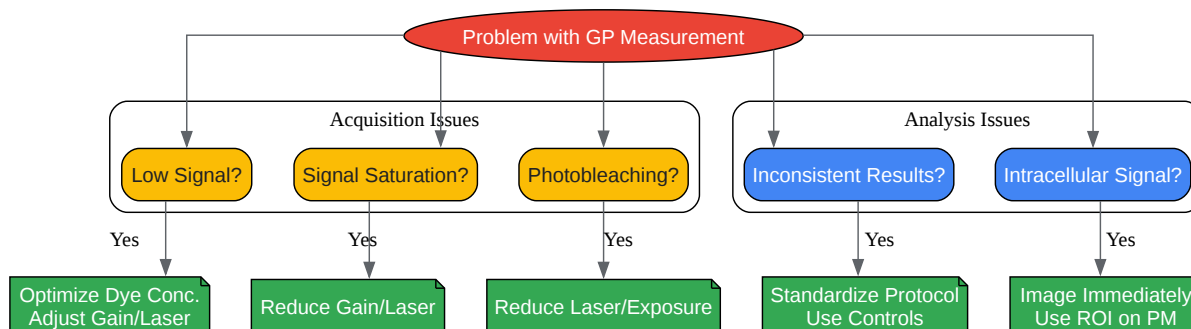 Problem with GP Measurement
Acquisition Issues
Analysis Issues
Low Signal?
Signal Saturation?
Photobleaching?
Inconsistent Results?
Intracellular Signal?
Yes
Yes
Yes
Yes
Yes
Optimize Dye Conc.
Adjust Gain/Laser
Reduce Gain/Laser
Reduce Laser/Exposure
Standardize Protocol
Use Controls
Image Immediately
Use ROI on PM